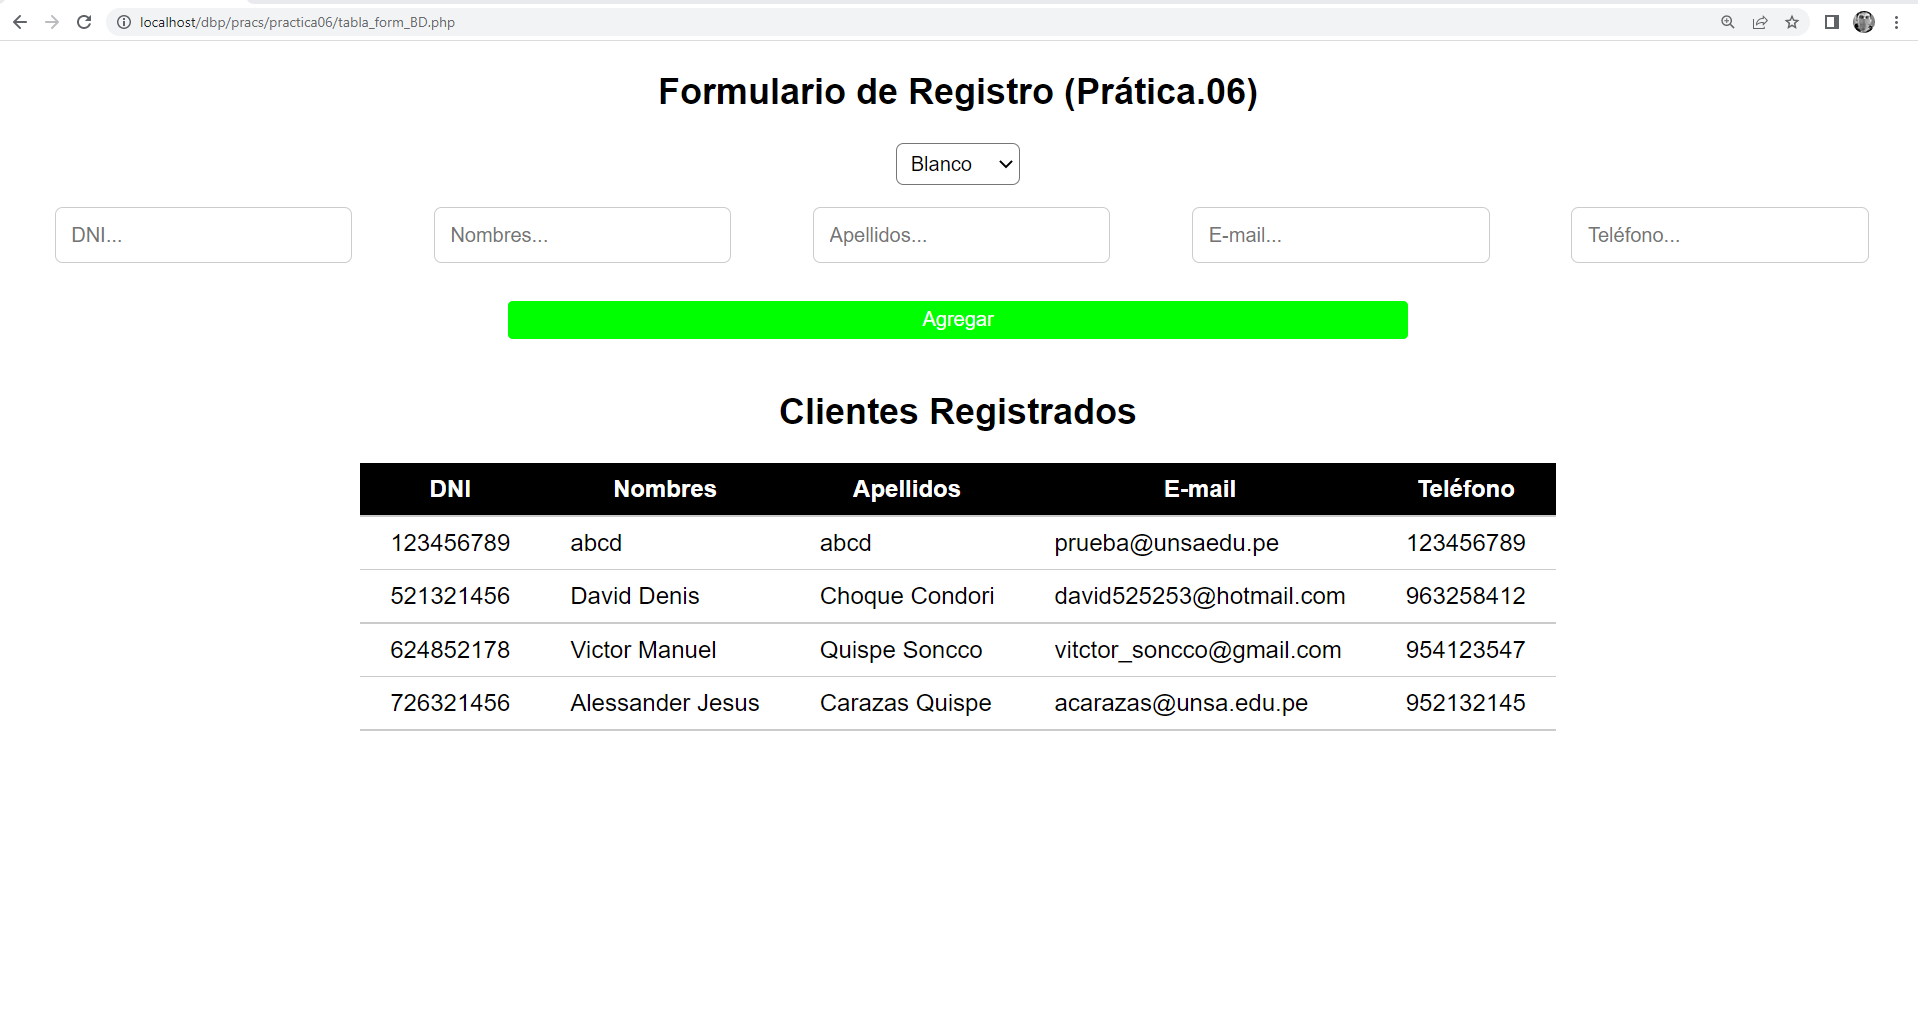 localhost/dbp/pracs/practica06/tabla_form_BD.php
Formulario de Registro (Prática.06)
Blanco
DNI... Nombres... Apellidos... E-mail... Teléfono...
Agregar
Clientes Registrados
DNI Nombres Apellidos E-mail Teléfono
123456789 abcd abcd prueba@unsaedu.pe 123456789
521321456 David Denis Choque Condori david525253@hotmail.com 963258412
624852178 Victor Manuel Quispe Soncco vitctor_soncco@gmail.com 954123547
726321456 Alessander Jesus Carazas Quispe acarazas@unsa.edu.pe 952132145